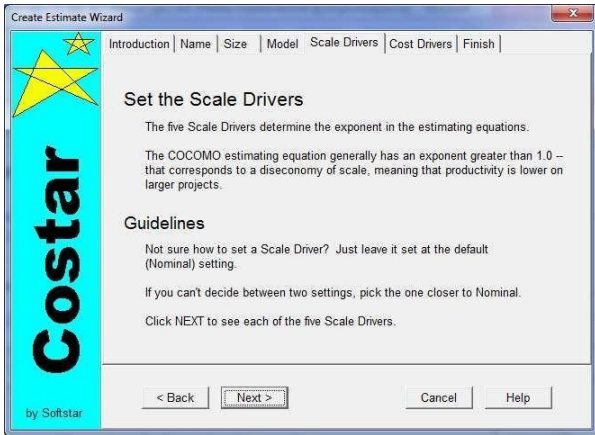 Create Estimate Wizard
Introduction Name Size Model Scale Drivers Cost Drivers Finish
Costar
by Softstar
Set the Scale Drivers
The five Scale Drivers determine the exponent in the estimating equations.
The COCOMO estimating equation generally has an exponent greater than 1.0 --
that corresponds to a diseconomy of scale, meaning that productivity is lower on
larger projects.
Guidelines
Not sure how to set a Scale Driver? Just leave it set at the default
(Nominal) setting.
If you can't decide between two settings, pick the one closer to Nominal.
Click NEXT to see each of the five Scale Drivers.
< Back Next > Cancel Help